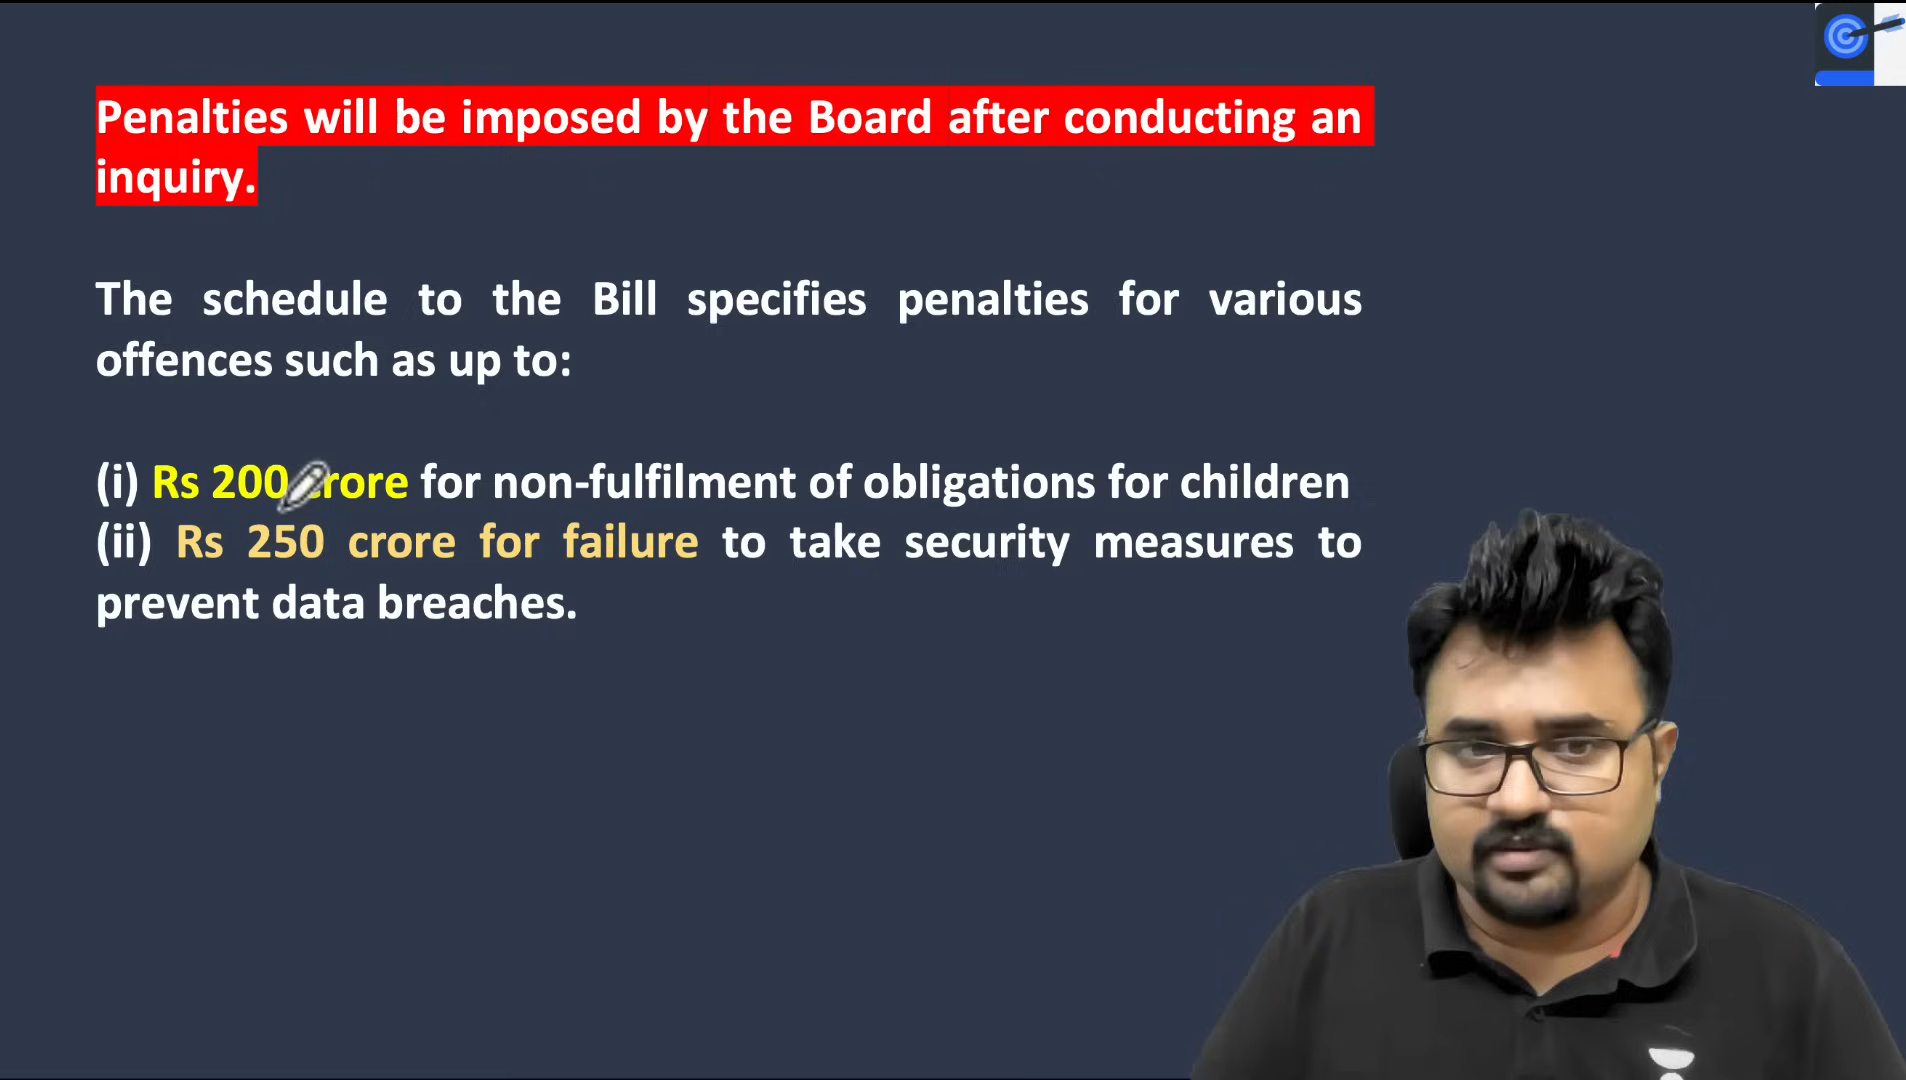 Penalties will be imposed by the Board after conducting an
inquiry.
The schedule to the Bill specifies penalties for various
offences such as up to:
(i) Rs 200 crore for non-fulfilment of obligations for children
(ii) Rs 250 crore for failure to take security measures to
prevent data breaches.